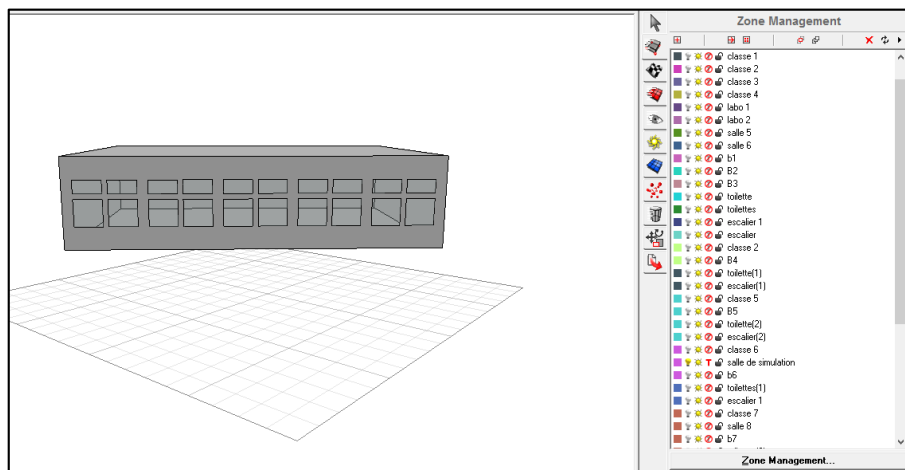 Zone Management
classe 1
classe 2
classe 3
classe 4
labo 1
labo 2
salle 5
salle 6
b1
B2
B3
toilette
toilettes
escalier 1
escalier
classe 2
B4
toilette(1)
escalier(1)
classe 5
B5
toilette(2)
escalier(2)
classe 6
T salle de simulation
b6
toilettes(1)
escalier 1
classe 7
salle 8
b7
Zone Management...